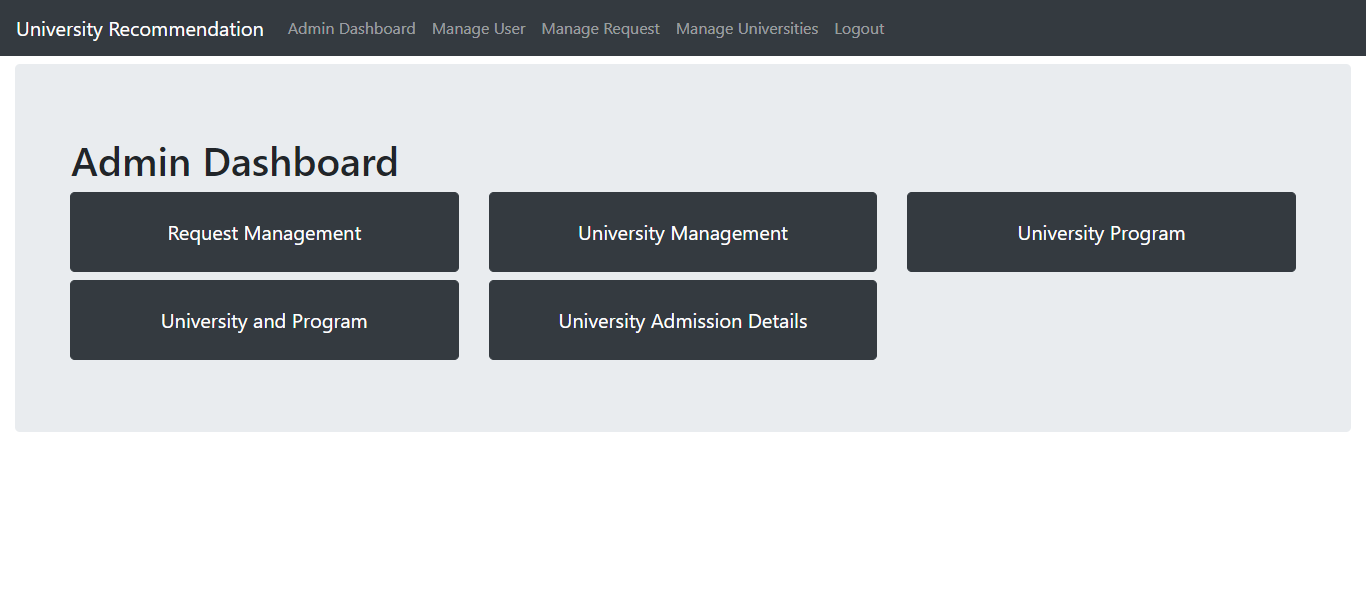 University Recommendation Admin Dashboard Manage User Manage Request Manage Universities Logout
Admin Dashboard
Request Management University Management University Program
University and Program University Admission Details